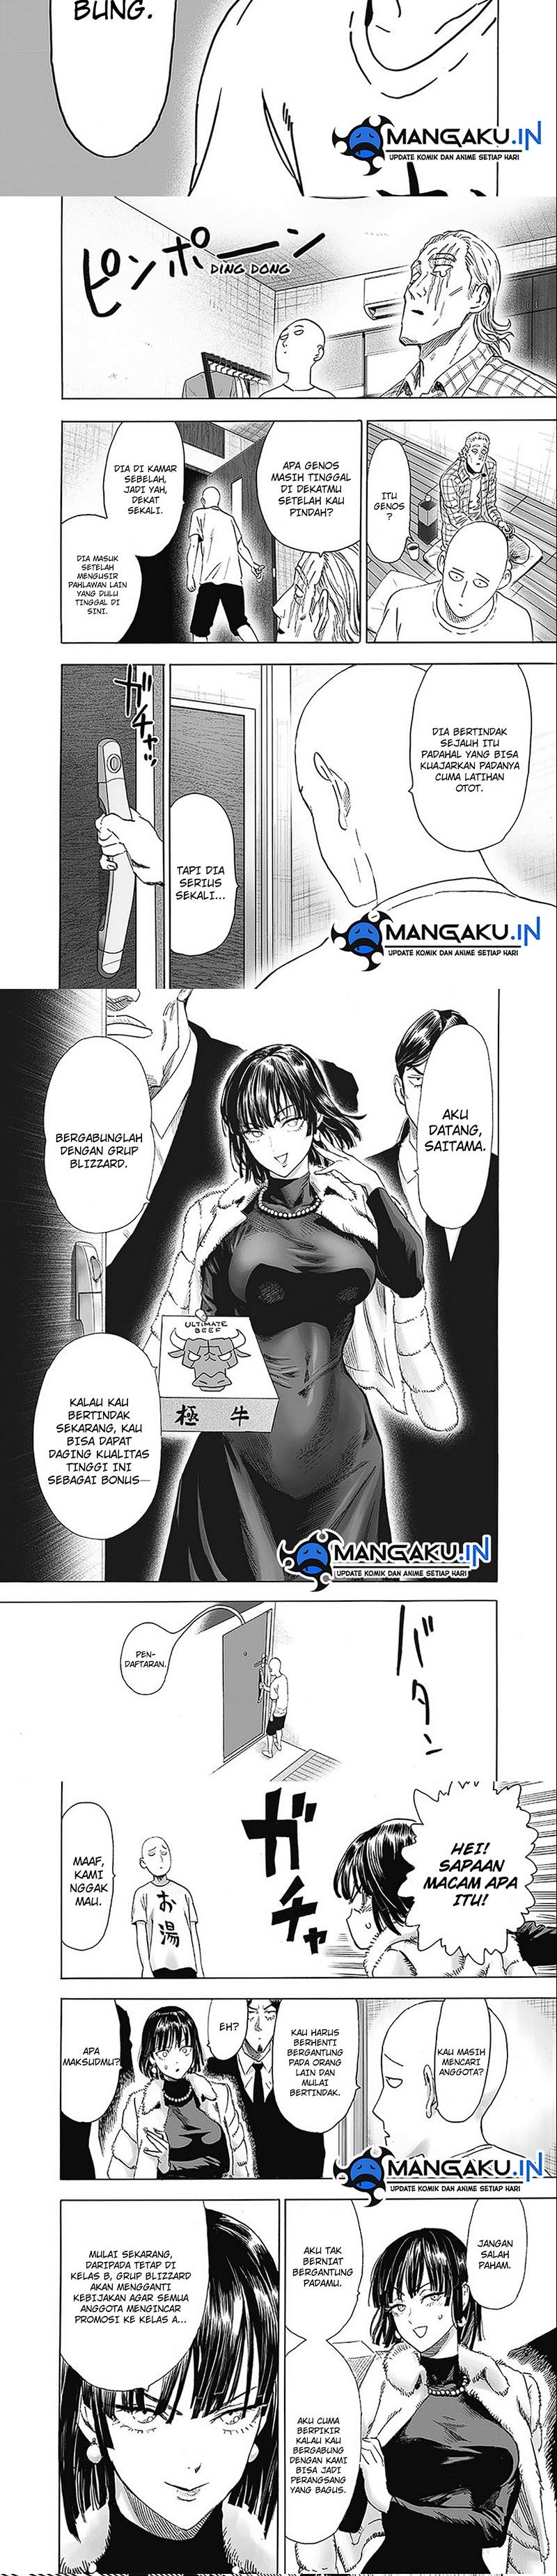 BUNG.
MANGAKU.IN
UPDATE KOMIK DAN ANIME SETIAP HARI
ピンポーン
DING DONG
ITU
GENOS
?
APA GENOS
MASIH TINGGAL
DI DEKATMU
SETELAH KAU
PINDAH?
DIA DI KAMAR
SEBELAH,
JADI YAH,
DEKAT
SEKALI.
DIA MASUK
SETELAH
MENGUSIR
PAHLAWAN LAIN
YANG DULU
TINGGAL DI
SINI.
DIA BERTINDAK
SEJAUH ITU
PADAHAL YANG BISA
KUAJARKAN PADANYA
CUMA LATIHAN
OTOT.
TAPI DIA
SERIUS
SEKALI...
ガチャッ
MANGAKU.IN
UPDATE KOMIK DAN ANIME SETIAP HARI
AKU
DATANG,
SAITAMA.
BERGABUNGLAH
DENGAN GRUP
BLIZZARD.
ULTIMATE
BEEF
極牛
KALAU KAU
BERTINDAK
SEKARANG, KAU
BISA DAPAT
DAGING KUALITAS
TINGGI INI
SEBAGAI BONUS—
MANGAKU.IN
UPDATE KOMIK DAN ANIME SETIAP HARI
バタン
PEN-
DAFTARAN.
HEI!
SAPAAN
MACAM APA
ITU!
ガチャ
お湯
MAAF,
KAMI
NGGAK
MAU.
KAU MASIH
MENCARI
ANGGOTA?
KAU HARUS
BERHENTI
BERGANTUNG
PADA ORANG
LAIN DAN
MULAI
BERTINDAK.
EH?
APA
MAKSUDMU?
MANGAKU.IN
UPDATE KOMIK DAN ANIME SETIAP HARI
JANGAN
SALAH
PAHAM.
AKU TAK
BERNIAT
BERGANTUNG
PADAMU.
AKU CUMA
BERPIKIR
KALAU KAU
BERGABUNG
DENGAN KAMI
BISA JADI
PERANGSANG
YANG BAGUS.
MULAI SEKARANG,
DARIPADA TETAP DI
KELAS B, GRUP BLIZZARD
AKAN MENGGANTI
KEBIJAKAN AGAR SEMUA
ANGGOTA MENGINCAR
PROMOSI KE KELAS A...